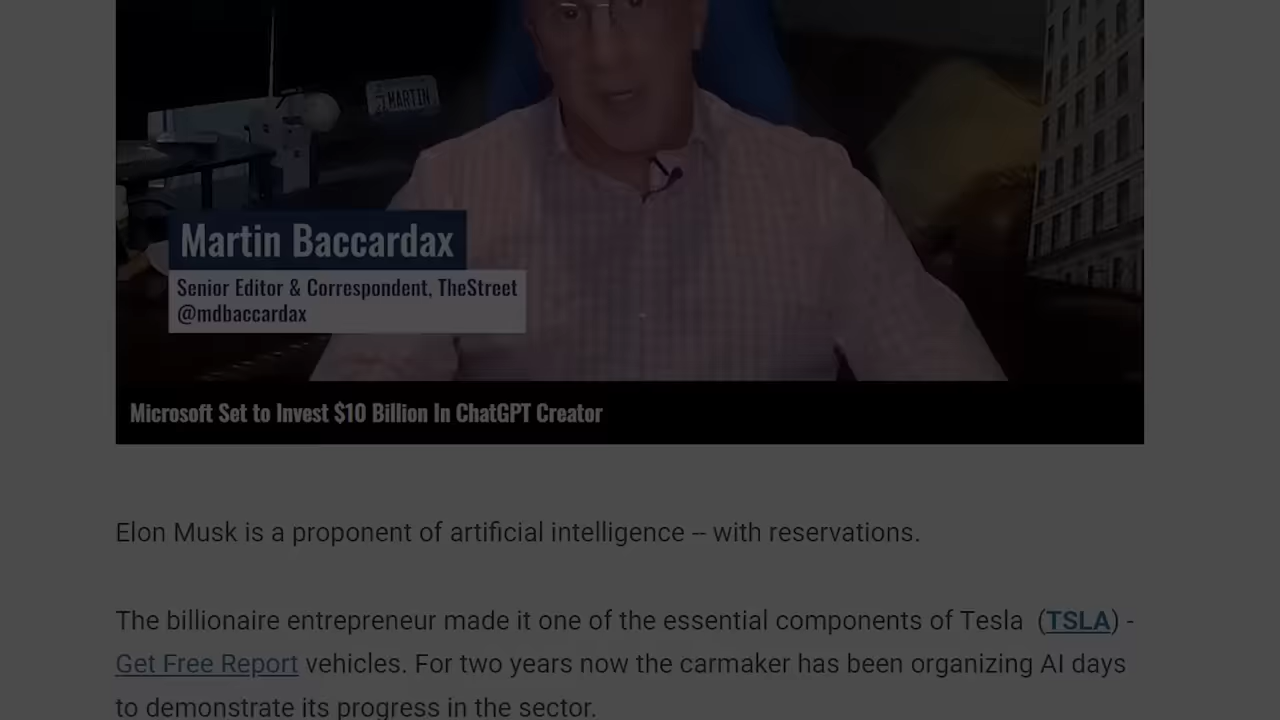 MARTIN
Martin Baccardax
Senior Editor & Correspondent, TheStreet
@mdbaccardax
Microsoft Set to Invest $10 Billion In ChatGPT Creator
Elon Musk is a proponent of artificial intelligence -- with reservations.
The billionaire entrepreneur made it one of the essential components of Tesla (TSLA) -
Get Free Report vehicles. For two years now the carmaker has been organizing AI days
to demonstrate its progress in the sector.